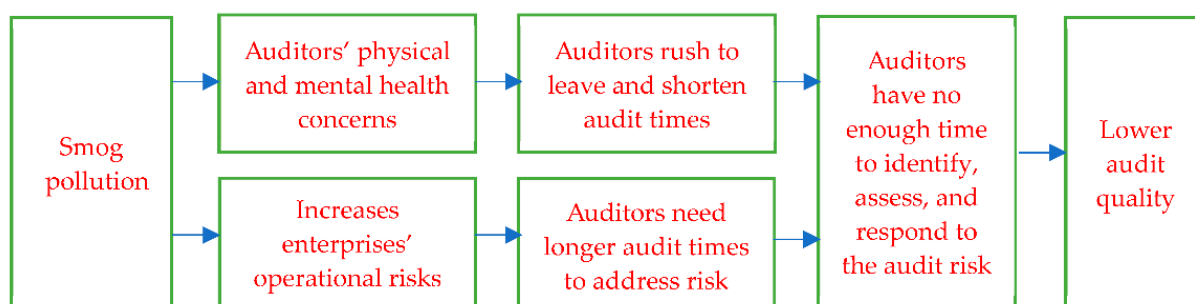 Smog
pollution
Auditors’ physical
and mental health
concerns
Auditors rush to
leave and shorten
audit times
Increases
enterprises’
operational risks
Auditors need
longer audit times
to address risk
Auditors
have no
enough time
to identify,
assess, and
respond to
the audit risk
Lower
audit
quality